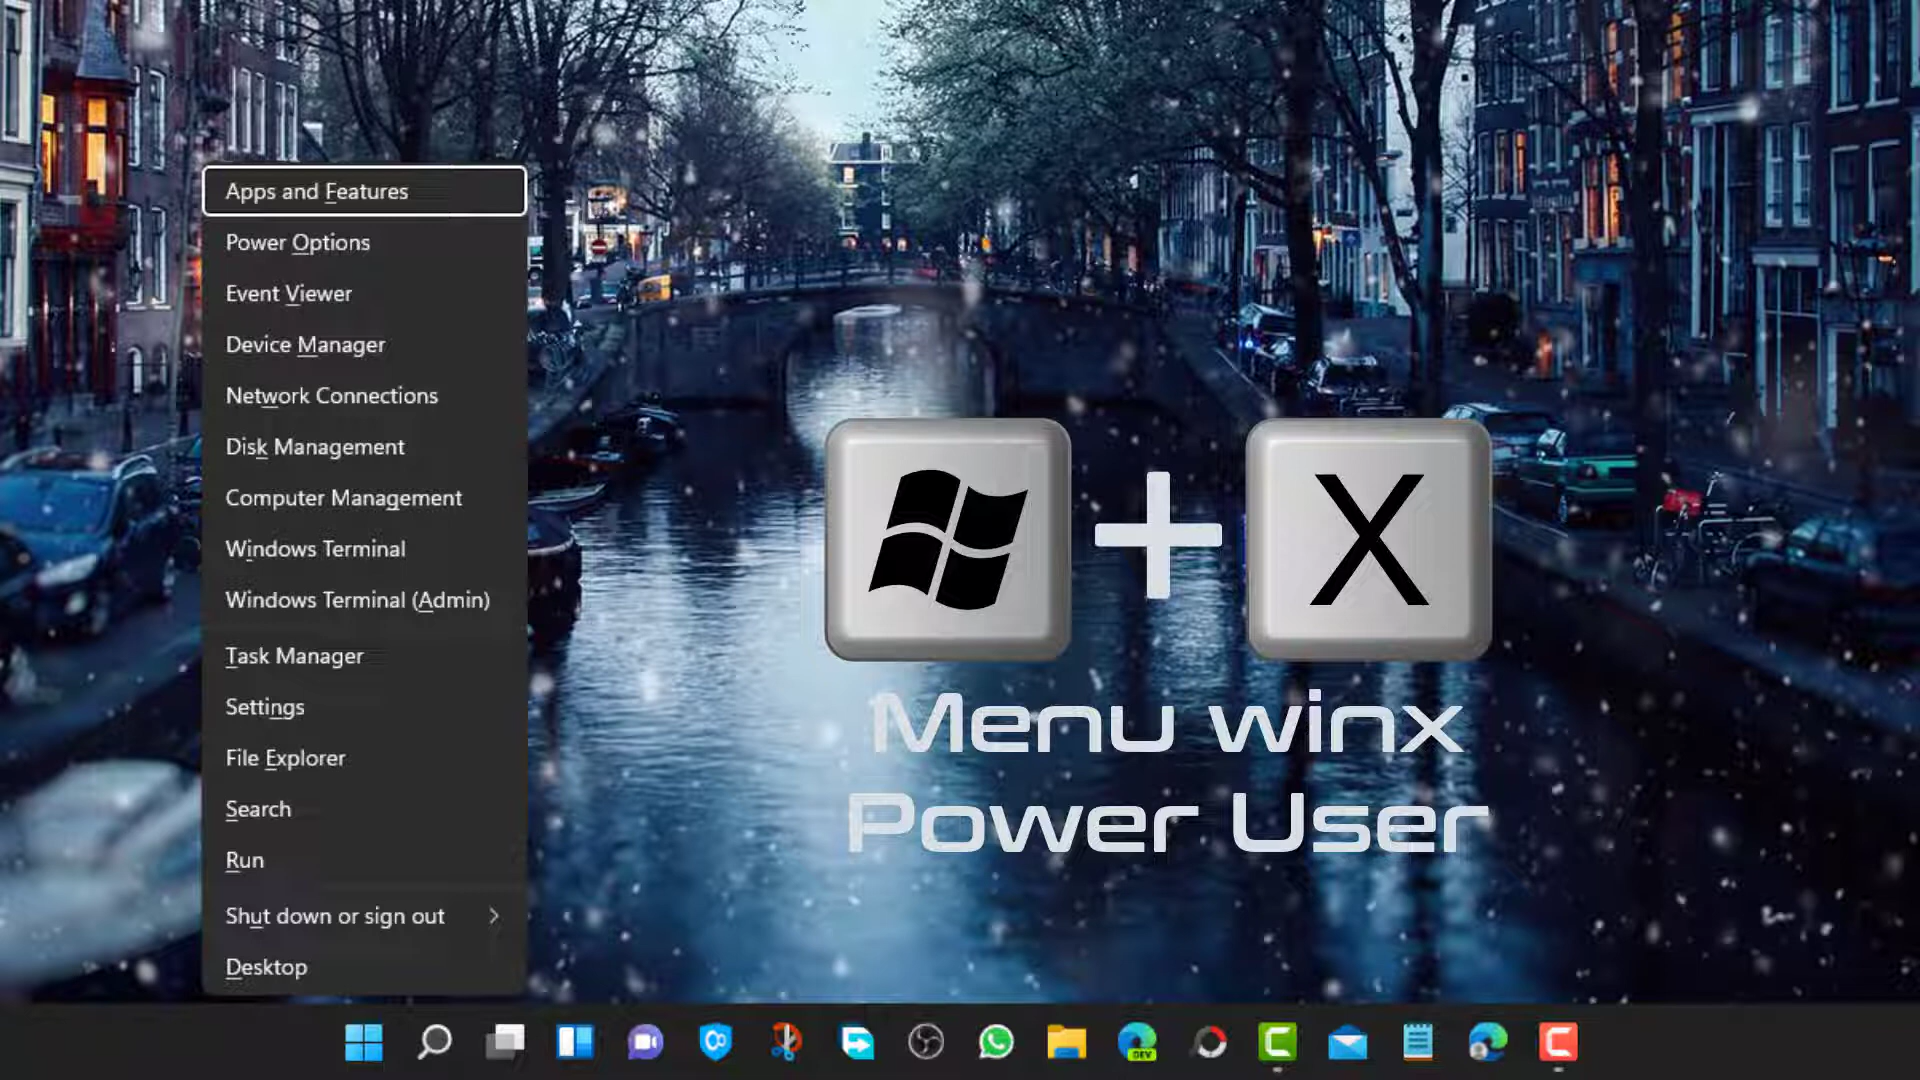 Apps and Features
Power Options
Event Viewer
Device Manager
Network Connections
Disk Management
Computer Management
Windows Terminal
Windows Terminal (Admin)
Task Manager
Settings
File Explorer
Search
Run
Shut down or sign out
Desktop
X
Menu winx
Power User
DEV